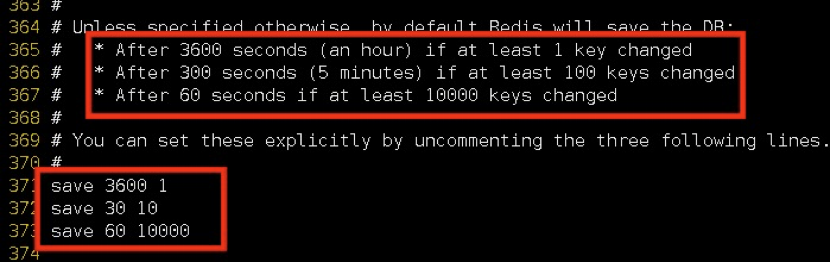 363 #
364 # Unless specified otherwise, by default Redis will save the DB:
365 #   * After 3600 seconds (an hour) if at least 1 key changed
366 #   * After 300 seconds (5 minutes) if at least 100 keys changed
367 #   * After 60 seconds if at least 10000 keys changed
368 #
369 # You can set these explicitly by uncommenting the three following lines.
370 #
371 save 3600 1
372 save 30 10
373 save 60 10000
374